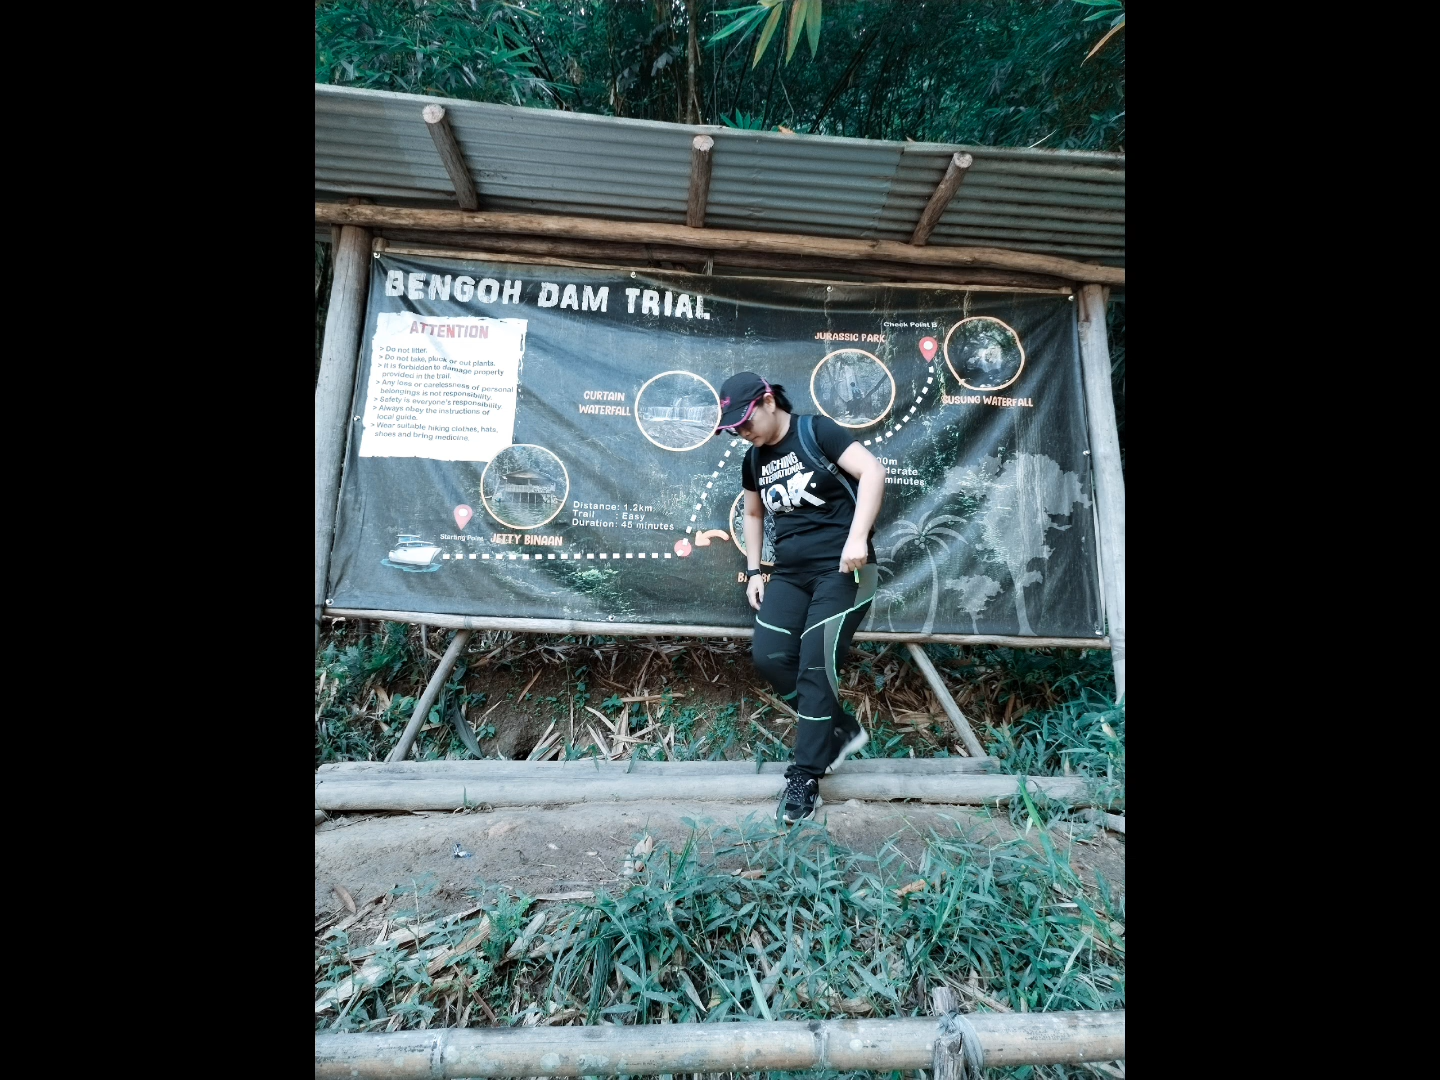 BENGOH DAM TRIAL
ATTENTION
> Do not litter.
> Do not take, pluck or cut plants.
> It is forbidden to damage property
provided in the trail.
> Any loss or carelessness of personal
belongings is not responsibility.
> Safety is everyone's responsibility
> Always obey the instructions of
local guide.
> Wear suitable hiking clothes, hats,
shoes and bring medicine.
CURTAIN
WATERFALL
JURASSIC PARK
Check Point B
SUSUNG WATERFALL
Distance: 1.2km
Trail : Easy
Duration: 45 minutes
00m
derate
minutes
Starting Point
JETTY BINAAN
KUCHING
INTERNATIONAL
10K